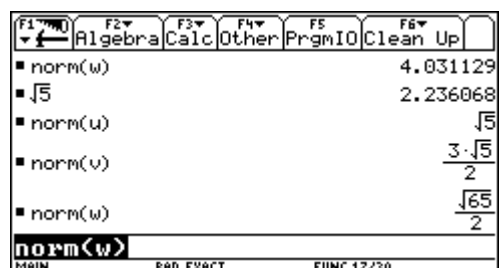 F1 F2 F3 F4 F5 F6
Algebra Calc Other PrgmIO Clean Up
norm(w) 4.031129
√5 2.236068
norm(u) √5
norm(v) 3·√5/2
norm(w) √65/2
norm(w)
MAIN RAD EXACT FUNC 17/30